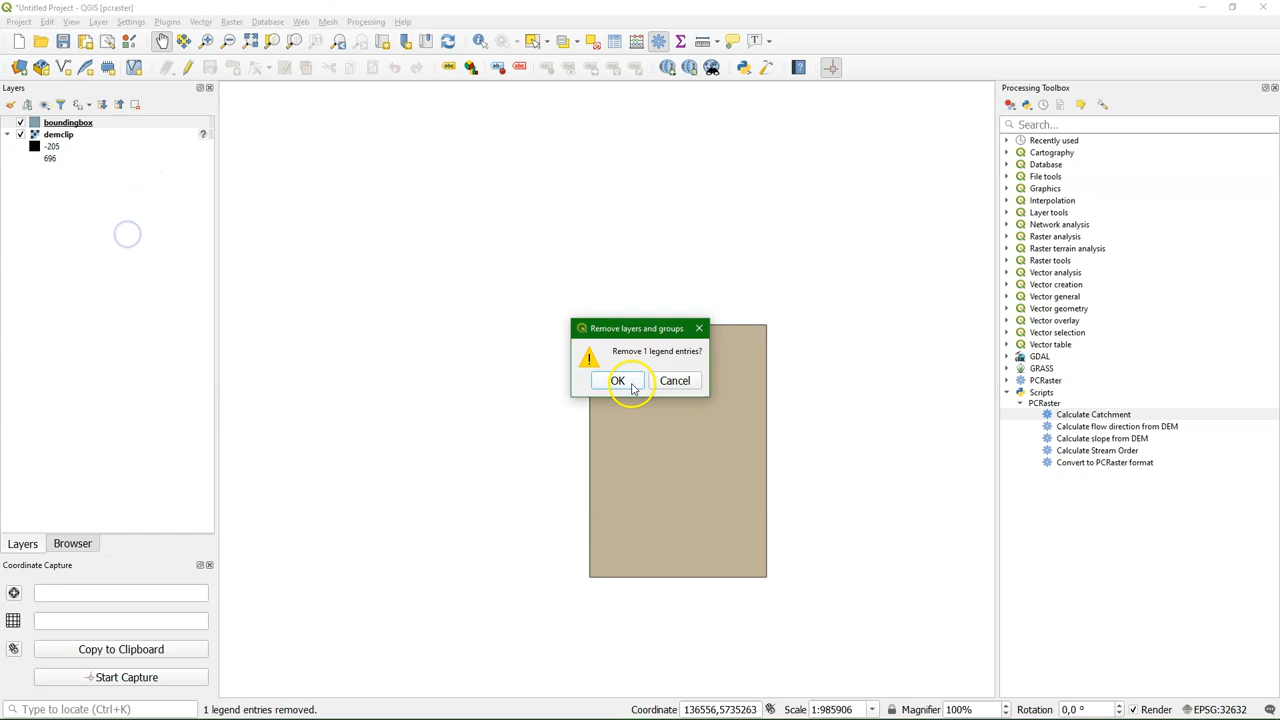 *Untitled Project - QGIS [pcraster]
Project Edit View Layer Settings Plugins Vector Raster Database Web Mesh Processing Help
Layers
boundingbox
demclip
-205
696
Layers Browser
Coordinate Capture
Copy to Clipboard
Start Capture
Remove layers and groups
Remove 1 legend entries?
OK Cancel
Processing Toolbox
Search...
Recently used
Cartography
Database
File tools
Graphics
Interpolation
Layer tools
Network analysis
Raster analysis
Raster terrain analysis
Raster tools
Vector analysis
Vector creation
Vector general
Vector geometry
Vector overlay
Vector selection
Vector table
GDAL
GRASS
PCRaster
Scripts
PCRaster
Calculate Catchment
Calculate flow direction from DEM
Calculate slope from DEM
Calculate Stream Order
Convert to PCRaster format
Type to locate (Ctrl+K) 1 legend entries removed. Coordinate 136556,5735263 Scale 1:985906 Magnifier 100% Rotation 0,0 ° Render EPSG:32632